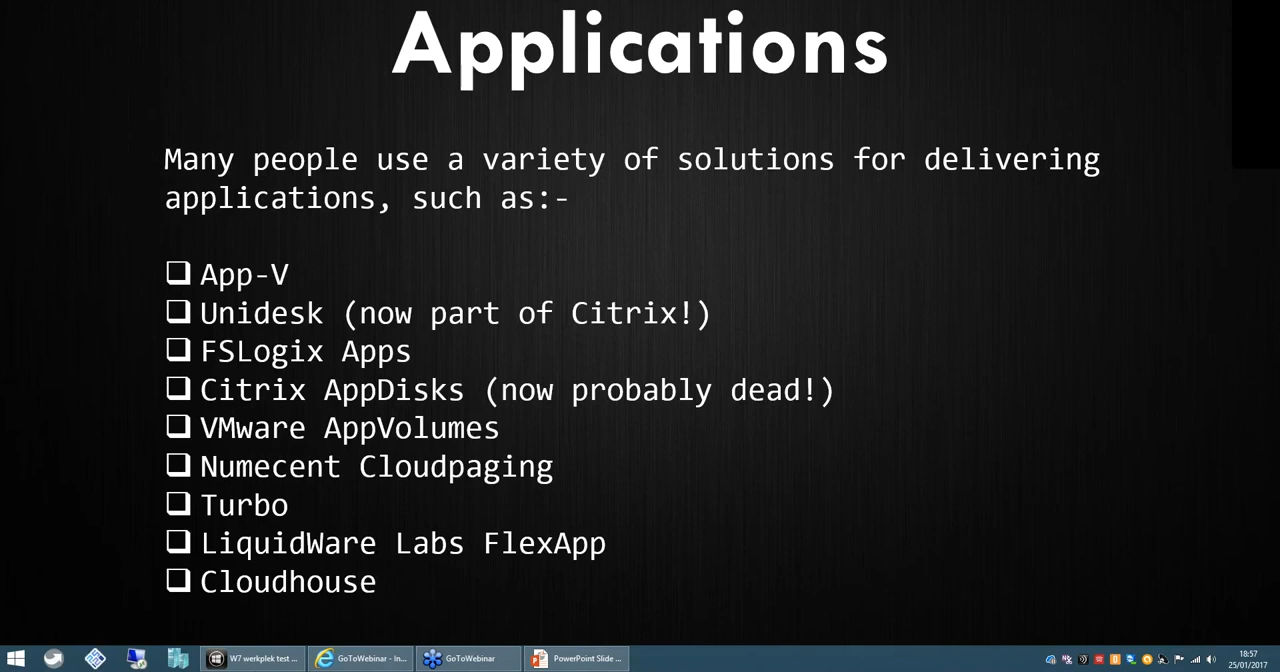 Applications
Many people use a variety of solutions for delivering
applications, such as:-
App-V
Unidesk (now part of Citrix!)
FSLogix Apps
Citrix AppDisks (now probably dead!)
VMware AppVolumes
Numecent Cloudpaging
Turbo
LiquidWare Labs FlexApp
Cloudhouse
W7 werkplek test ...
GoToWebinar - In...
GoToWebinar
PowerPoint Slide ...
18:57
25/01/2017